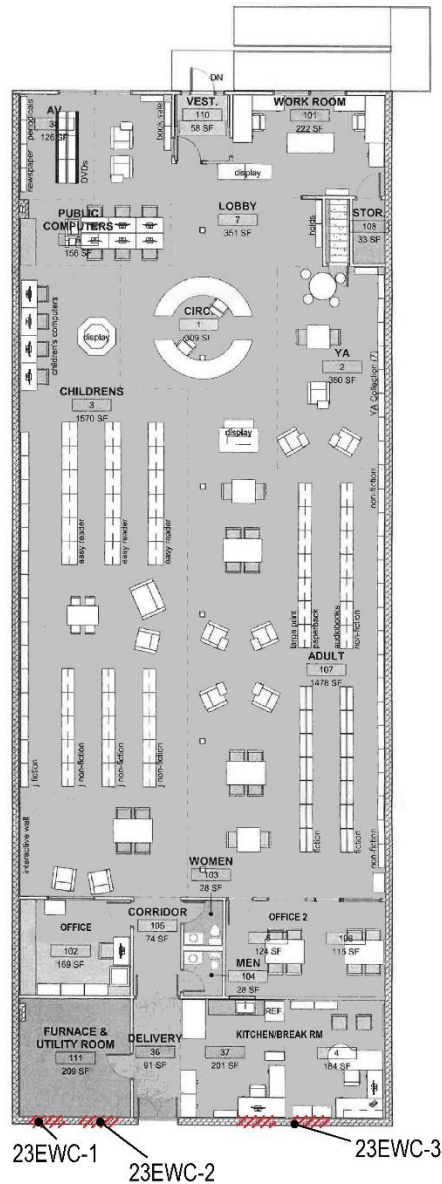 DN
AV
38
126 SF
periodicals
newspaper
DVDs
book sale
VEST.
110
58 SF
WORK ROOM
101
222 SF
display
LOBBY
7
351 SF
holds
STOR.
108
33 SF
PUBLIC
COMPUTERS
156 SF
children's computers
display
CIRC.
1
309 SF
YA
2
350 SF
YA Collection (7)
CHILDRENS
3
1570 SF
display
non-fiction
easy reader
easy reader
easy reader
large print
paperback
audiobooks
non-fiction
ADULT
107
1478 SF
j fiction
j non-fiction
j non-fiction
j non-fiction
fiction
fiction
non-fiction
interactive wall
WOMEN
103
28 SF
CORRIDOR
105
74 SF
OFFICE
102
169 SF
OFFICE 2
124 SF
106
115 SF
MEN
104
28 SF
REF.
FURNACE &
UTILITY ROOM
111
209 SF
DELIVERY
36
91 SF
KITCHEN/BREAK RM
37
201 SF
4
184 SF
23EWC-1
23EWC-2
23EWC-3